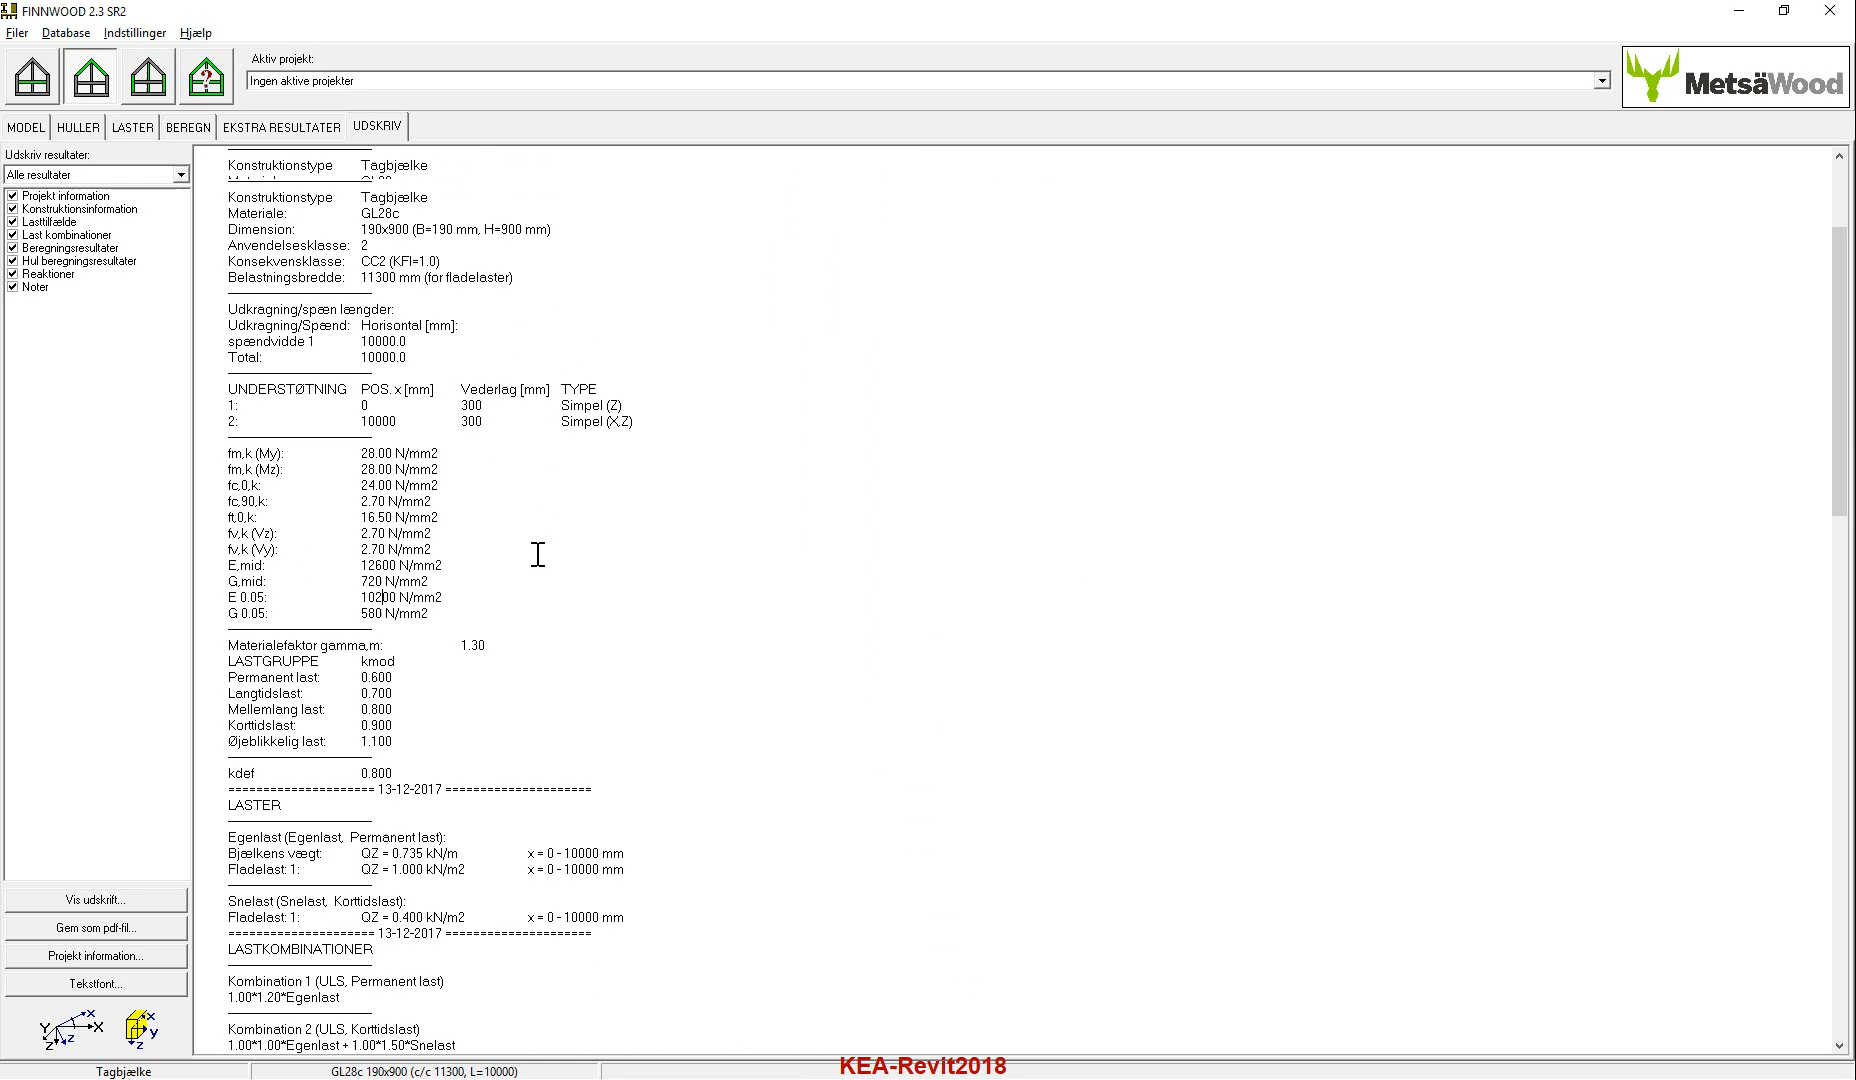 FINNWOOD 2.3 SR2
Filer Database Indstillinger Hjælp
Aktiv projekt:
Ingen aktive projekter
MetsäWood
MODEL HULLER LASTER BEREGN EKSTRA RESULTATER UDSKRIV
Udskriv resultater:
Alle resultater
Projekt information
Konstruktionsinformation
Lasttilfælde
Last kombinationer
Beregningsresultater
Hul beregningsresultater
Reaktioner
Noter
Konstruktionstype Tagbjælke
Konstruktionstype Tagbjælke
Materiale: GL28c
Dimension: 190x900 (B=190 mm, H=900 mm)
Anvendelsesklasse: 2
Konsekvensklasse: CC2 (KFI=1.0)
Belastningsbredde: 11300 mm (for fladelaster)
Udkragning/spæn længder:
Udkragning/Spænd: Horisontal [mm]:
spændvidde 1 10000.0
Total: 10000.0
UNDERSTØTNING POS. x [mm] Vederlag [mm] TYPE
1: 0 300 Simpel (Z)
2: 10000 300 Simpel (X,Z)
fm,k (My): 28.00 N/mm2
fm,k (Mz): 28.00 N/mm2
fc,0,k: 24.00 N/mm2
fc,90,k: 2.70 N/mm2
ft,0,k: 16.50 N/mm2
fv,k (Vz): 2.70 N/mm2
fv,k (Vy): 2.70 N/mm2
E,mid: 12600 N/mm2
G,mid: 720 N/mm2
E 0.05: 10200 N/mm2
G 0.05: 580 N/mm2
Materialefaktor gamma,m: 1.30
LASTGRUPPE kmod
Permanent last: 0.600
Langtidslast: 0.700
Mellemlang last: 0.800
Korttidslast: 0.900
Øjeblikkelig last: 1.100
kdef 0.800
===================== 13-12-2017 =====================
LASTER
Egenlast (Egenlast, Permanent last):
Bjælkens vægt: QZ = 0.735 kN/m x = 0 - 10000 mm
Fladelast: 1: QZ = 1.000 kN/m2 x = 0 - 10000 mm
Snelast (Snelast, Korttidslast):
Fladelast: 1: QZ = 0.400 kN/m2 x = 0 - 10000 mm
===================== 13-12-2017 =====================
LASTKOMBINATIONER
Kombination 1 (ULS, Permanent last)
1.00*1.20*Egenlast
Kombination 2 (ULS, Korttidslast)
1.00*1.00*Egenlast + 1.00*1.50*Snelast
Vis udskrift...
Gem som pdf-fil...
Projekt information...
Tekstfont...
Y X X Z Z
x y z
KEA-Revit2018
Tagbjælke GL28c 190x900 (c/c 11300, L=10000)